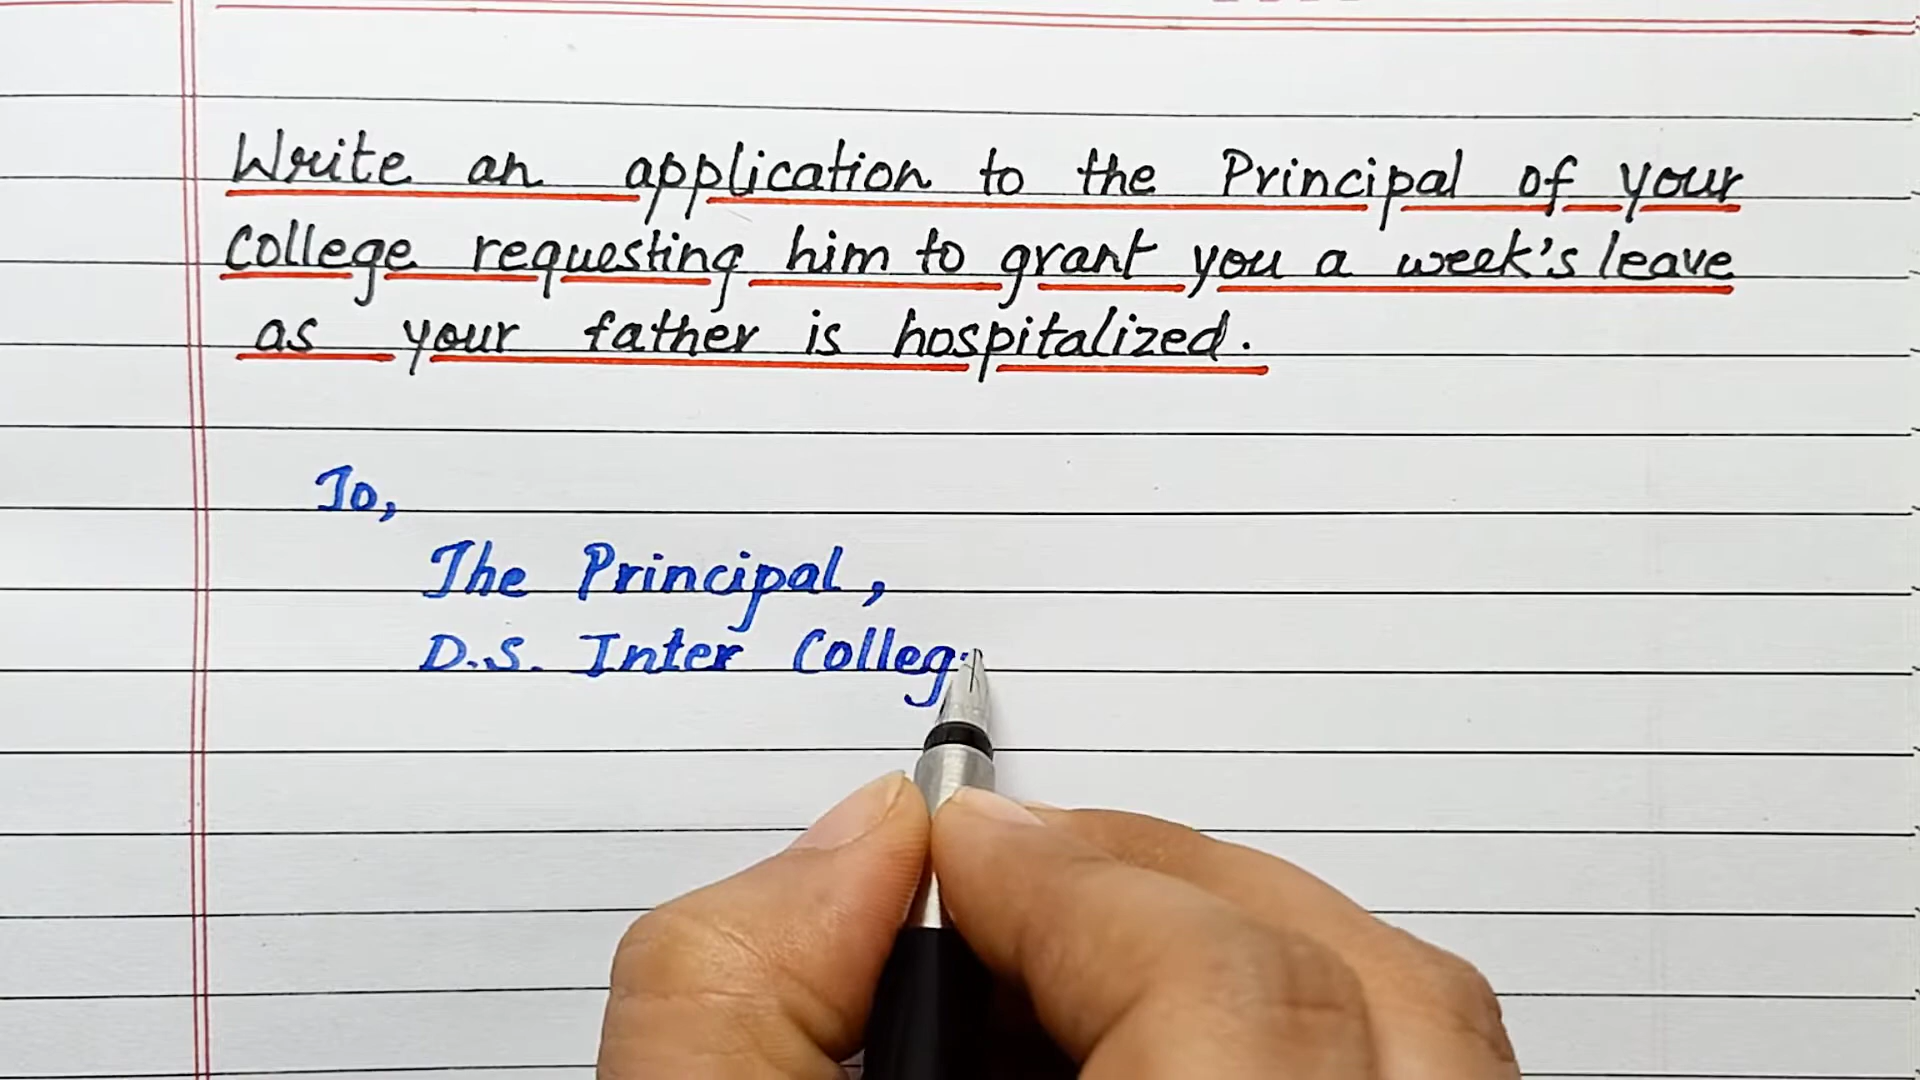 Write an application to the Principal of your
College requesting him to grant you a week's leave
as your father is hospitalized.
To,
The Principal,
D.S. Inter Colleg